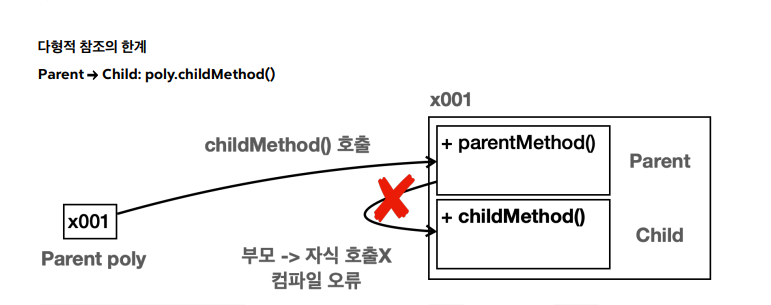 다형적 참조의 한계
Parent → Child: poly.childMethod()
x001
childMethod() 호출
+ parentMethod()
Parent
x001
+ childMethod()
Child
Parent poly
부모 -> 자식 호출X
컴파일 오류